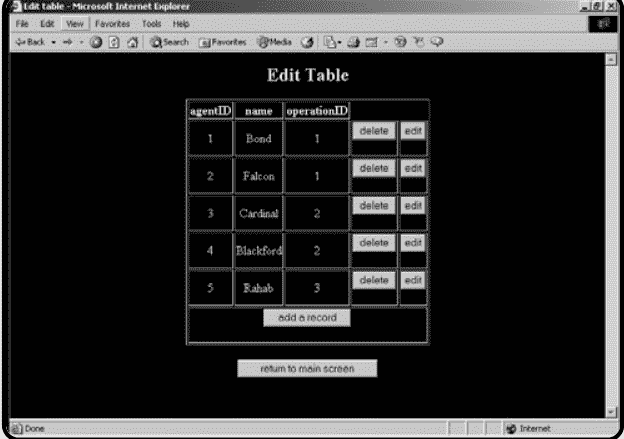 Edit table - Microsoft Internet Explorer
File Edit View Favorites Tools Help
Back Search Favorites Media
Edit Table
agentID name operationID
1 Bond 1 delete edit
2 Falcon 1 delete edit
3 Cardinal 2 delete edit
4 Blackford 2 delete edit
5 Rahab 3 delete edit
add a record
return to main screen
Done Internet